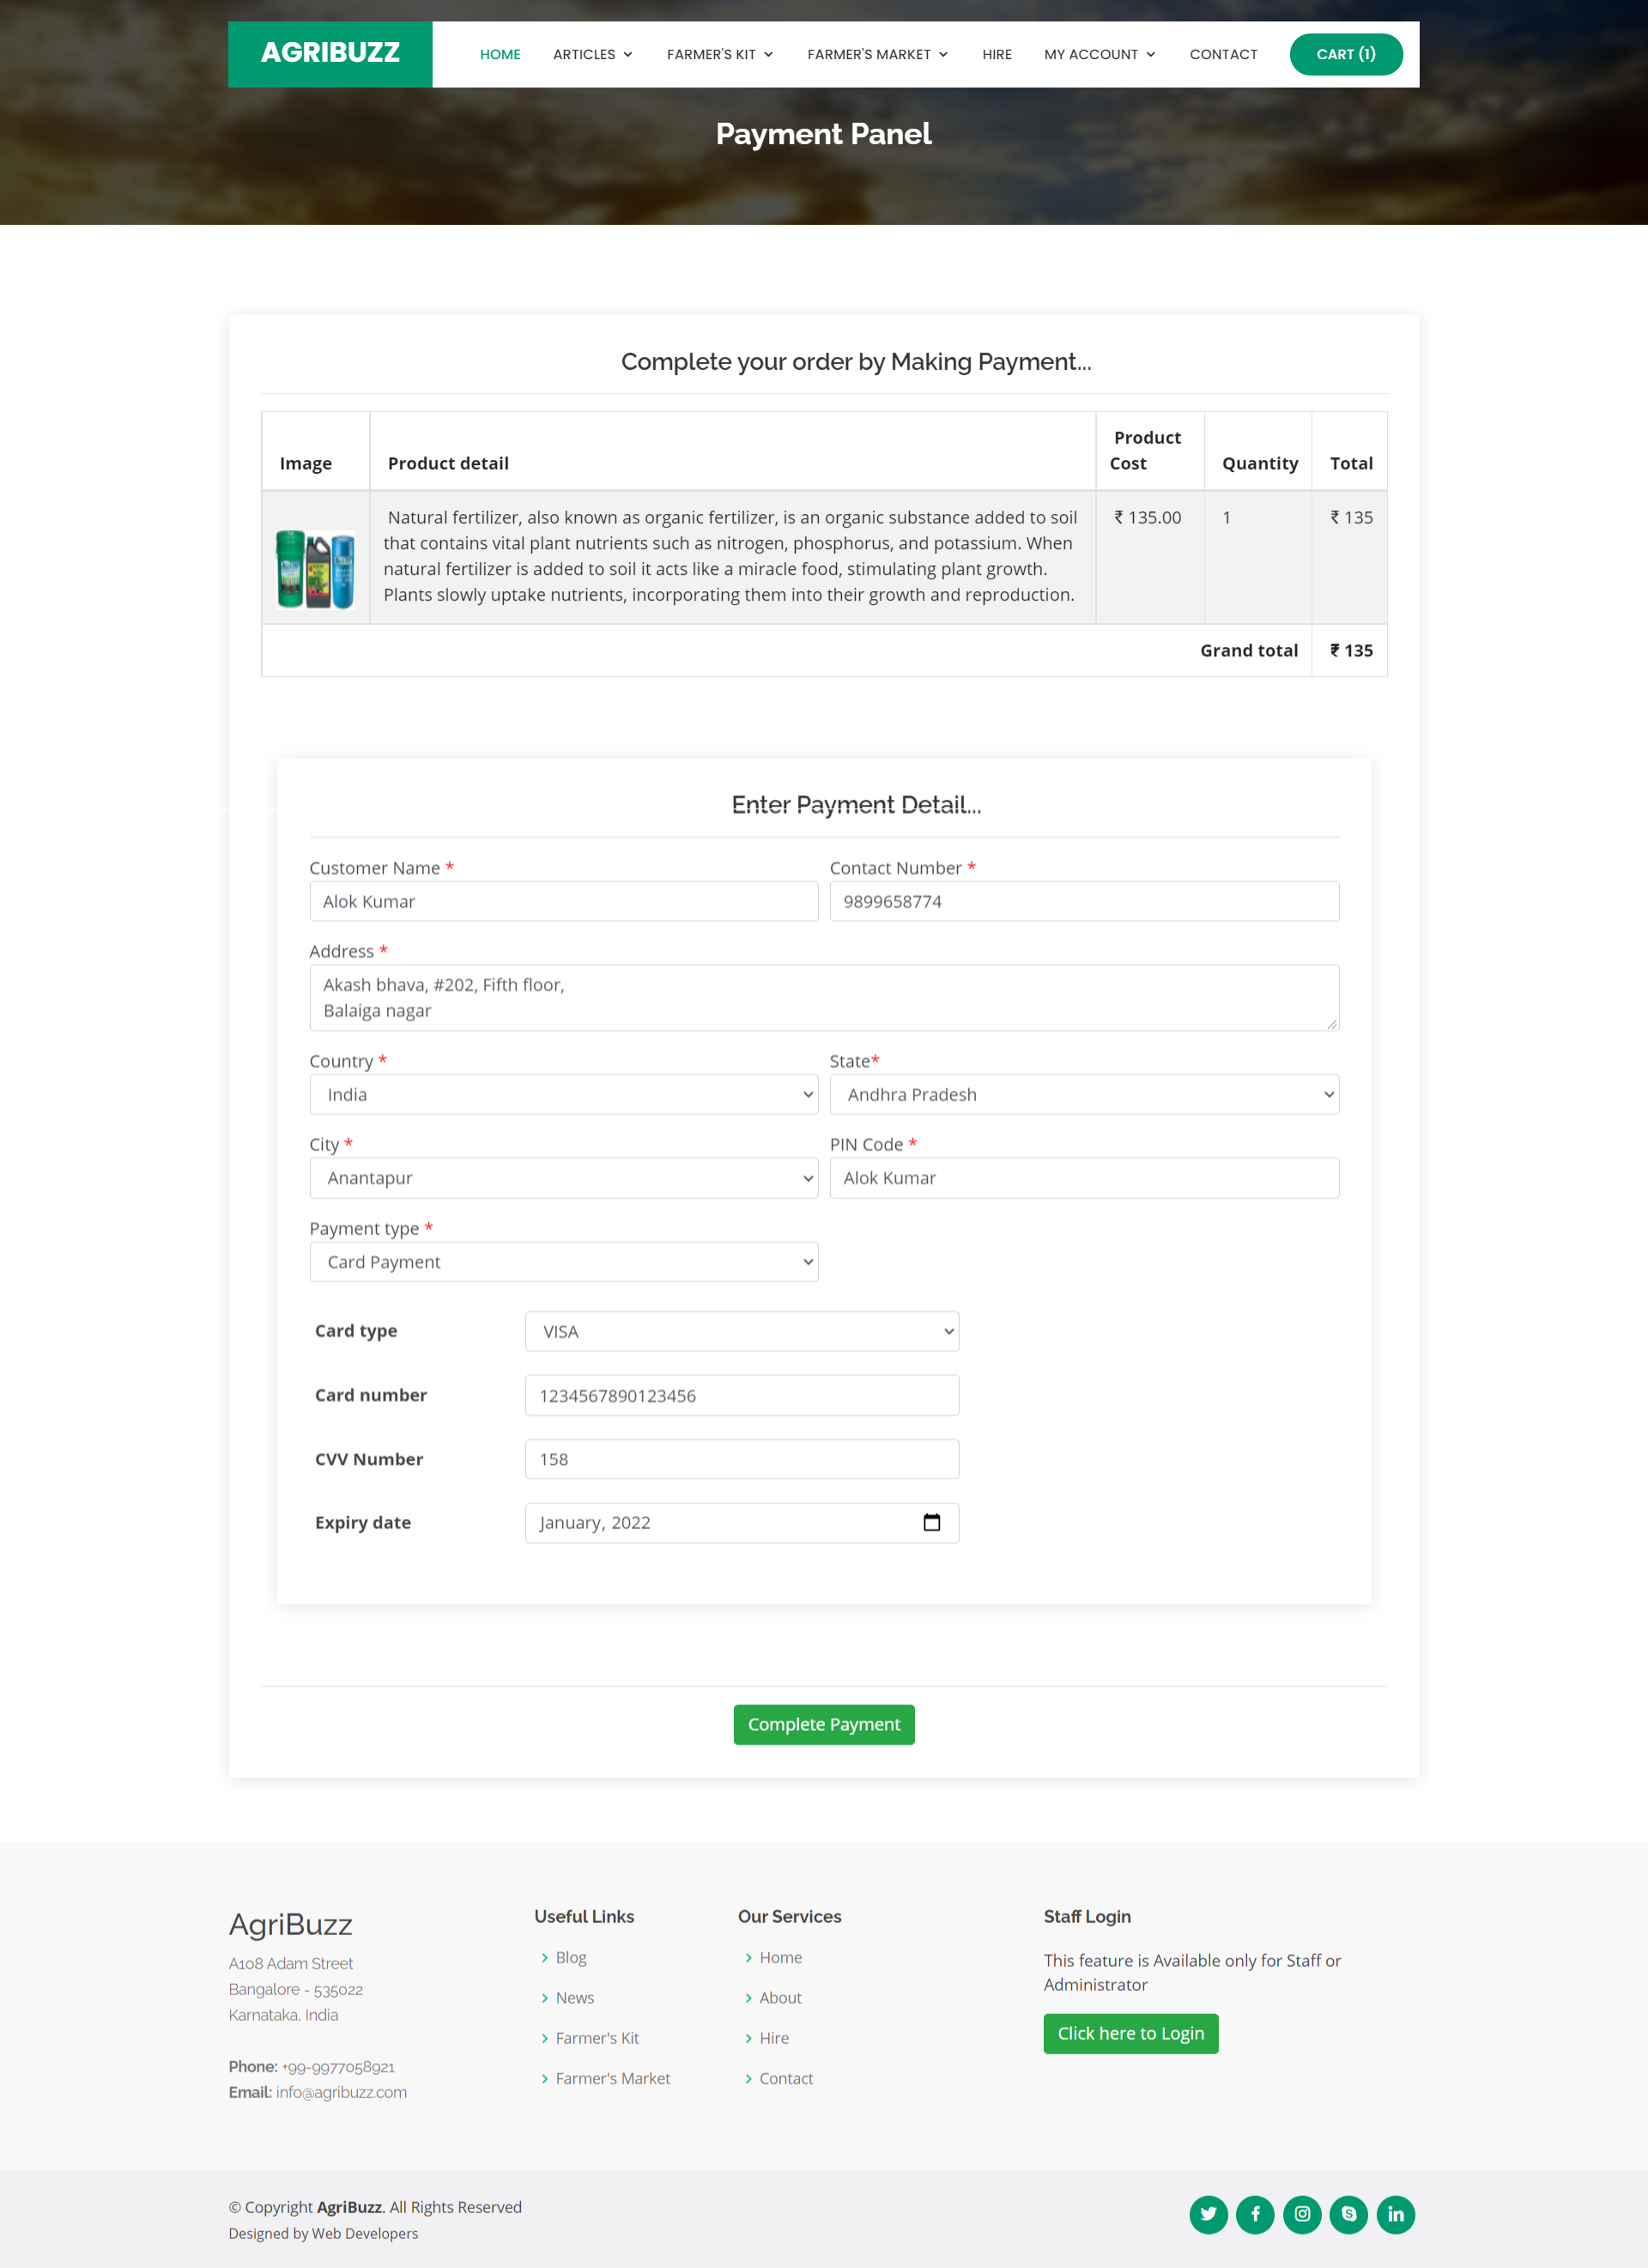 AGRIBUZZ
HOME ARTICLES FARMER'S KIT FARMER'S MARKET HIRE MY ACCOUNT CONTACT CART (1)
Payment Panel
Complete your order by Making Payment...
Image Product detail Product Cost Quantity Total
Natural fertilizer, also known as organic fertilizer, is an organic substance added to soil
that contains vital plant nutrients such as nitrogen, phosphorus, and potassium. When
natural fertilizer is added to soil it acts like a miracle food, stimulating plant growth.
Plants slowly uptake nutrients, incorporating them into their growth and reproduction.
₹ 135.00 1 ₹ 135
Grand total ₹ 135
Enter Payment Detail...
Customer Name * Contact Number *
Alok Kumar 9899658774
Address *
Akash bhava, #202, Fifth floor,
Balaiga nagar
Country * State*
India Andhra Pradesh
City * PIN Code *
Anantapur Alok Kumar
Payment type *
Card Payment
Card type VISA
Card number 1234567890123456
CVV Number 158
Expiry date January, 2022
Complete Payment
AgriBuzz
A108 Adam Street
Bangalore - 535022
Karnataka, India
Phone: +99-9977058921
Email: info@agribuzz.com
Useful Links
Blog
News
Farmer's Kit
Farmer's Market
Our Services
Home
About
Hire
Contact
Staff Login
This feature is Available only for Staff or
Administrator
Click here to Login
© Copyright AgriBuzz. All Rights Reserved
Designed by Web Developers